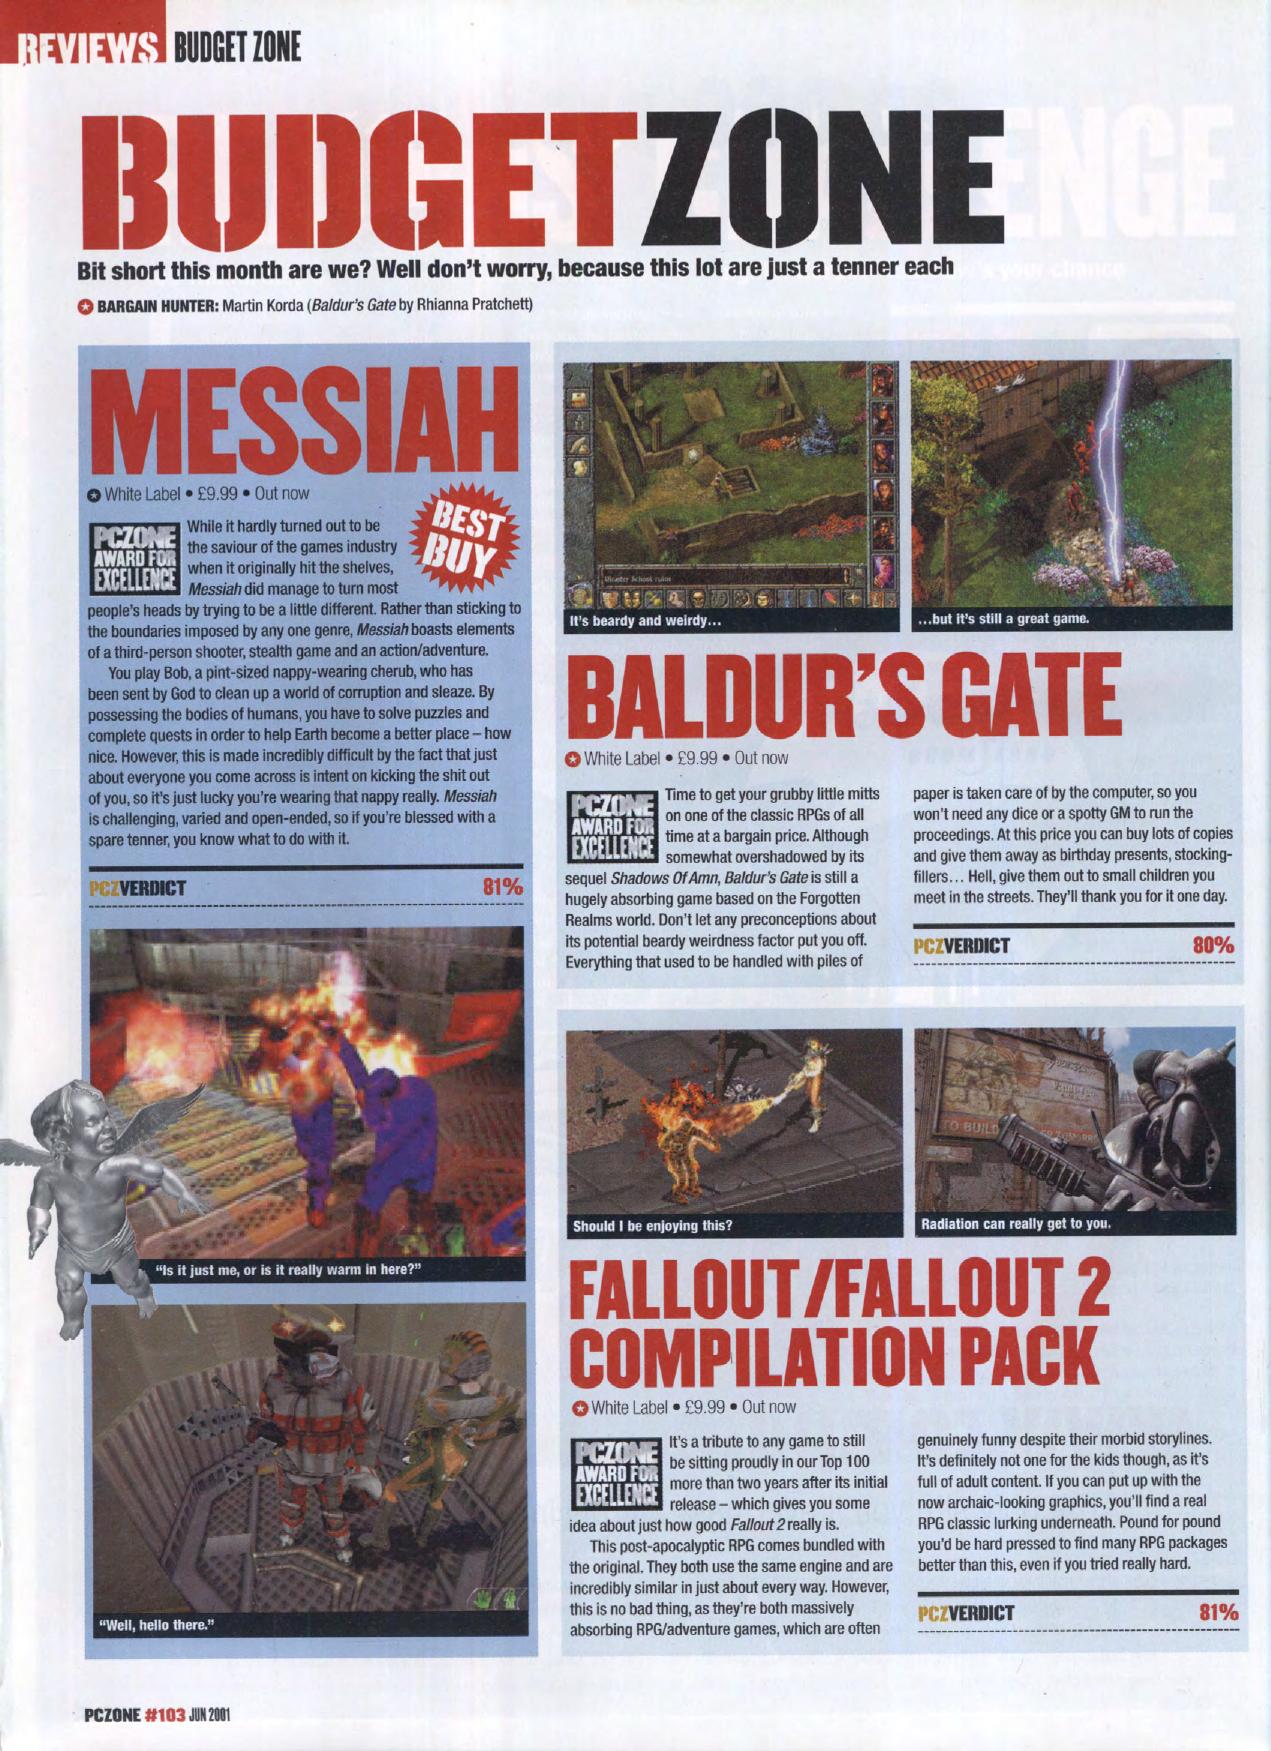 REVIEWS BUDGET ZONE
BUDGETZONE
Bit short this month are we? Well don't worry, because this lot are just a tenner each
BARGAIN HUNTER: Martin Korda (Baldur's Gate by Rhianna Pratchett)
MESSIAH
White Label • £9.99 • Out now
BEST
BUY
PCZONE
AWARD FOR
EXCELLENCE
While it hardly turned out to be
the saviour of the games industry
when it originally hit the shelves,
Messiah did manage to turn most
people's heads by trying to be a little different. Rather than sticking to
the boundaries imposed by any one genre, Messiah boasts elements
of a third-person shooter, stealth game and an action/adventure.
You play Bob, a pint-sized nappy-wearing cherub, who has
been sent by God to clean up a world of corruption and sleaze. By
possessing the bodies of humans, you have to solve puzzles and
complete quests in order to help Earth become a better place – how
nice. However, this is made incredibly difficult by the fact that just
about everyone you come across is intent on kicking the shit out
of you, so it's just lucky you're wearing that nappy really. Messiah
is challenging, varied and open-ended, so if you're blessed with a
spare tenner, you know what to do with it.
PCZVERDICT 81%
"Is it just me, or is it really warm in here?"
"Well, hello there."
It's beardy and weirdy...
...but it's still a great game.
BALDUR'S GATE
White Label • £9.99 • Out now
PCZONE
AWARD FOR
EXCELLENCE
Time to get your grubby little mitts
on one of the classic RPGs of all
time at a bargain price. Although
somewhat overshadowed by its
sequel Shadows Of Amn, Baldur's Gate is still a
hugely absorbing game based on the Forgotten
Realms world. Don't let any preconceptions about
its potential beardy weirdness factor put you off.
Everything that used to be handled with piles of
paper is taken care of by the computer, so you
won't need any dice or a spotty GM to run the
proceedings. At this price you can buy lots of copies
and give them away as birthday presents, stocking-
fillers... Hell, give them out to small children you
meet in the streets. They'll thank you for it one day.
PCZVERDICT 80%
TO BUILD
Should I be enjoying this?
Radiation can really get to you.
FALLOUT/FALLOUT 2
COMPILATION PACK
White Label • £9.99 • Out now
PCZONE
AWARD FOR
EXCELLENCE
It's a tribute to any game to still
be sitting proudly in our Top 100
more than two years after its initial
release – which gives you some
idea about just how good Fallout 2 really is.
This post-apocalyptic RPG comes bundled with
the original. They both use the same engine and are
incredibly similar in just about every way. However,
this is no bad thing, as they're both massively
absorbing RPG/adventure games, which are often
genuinely funny despite their morbid storylines.
It's definitely not one for the kids though, as it's
full of adult content. If you can put up with the
now archaic-looking graphics, you'll find a real
RPG classic lurking underneath. Pound for pound
you'd be hard pressed to find many RPG packages
better than this, even if you tried really hard.
PCZVERDICT 81%
PCZONE #103 JUN 2001